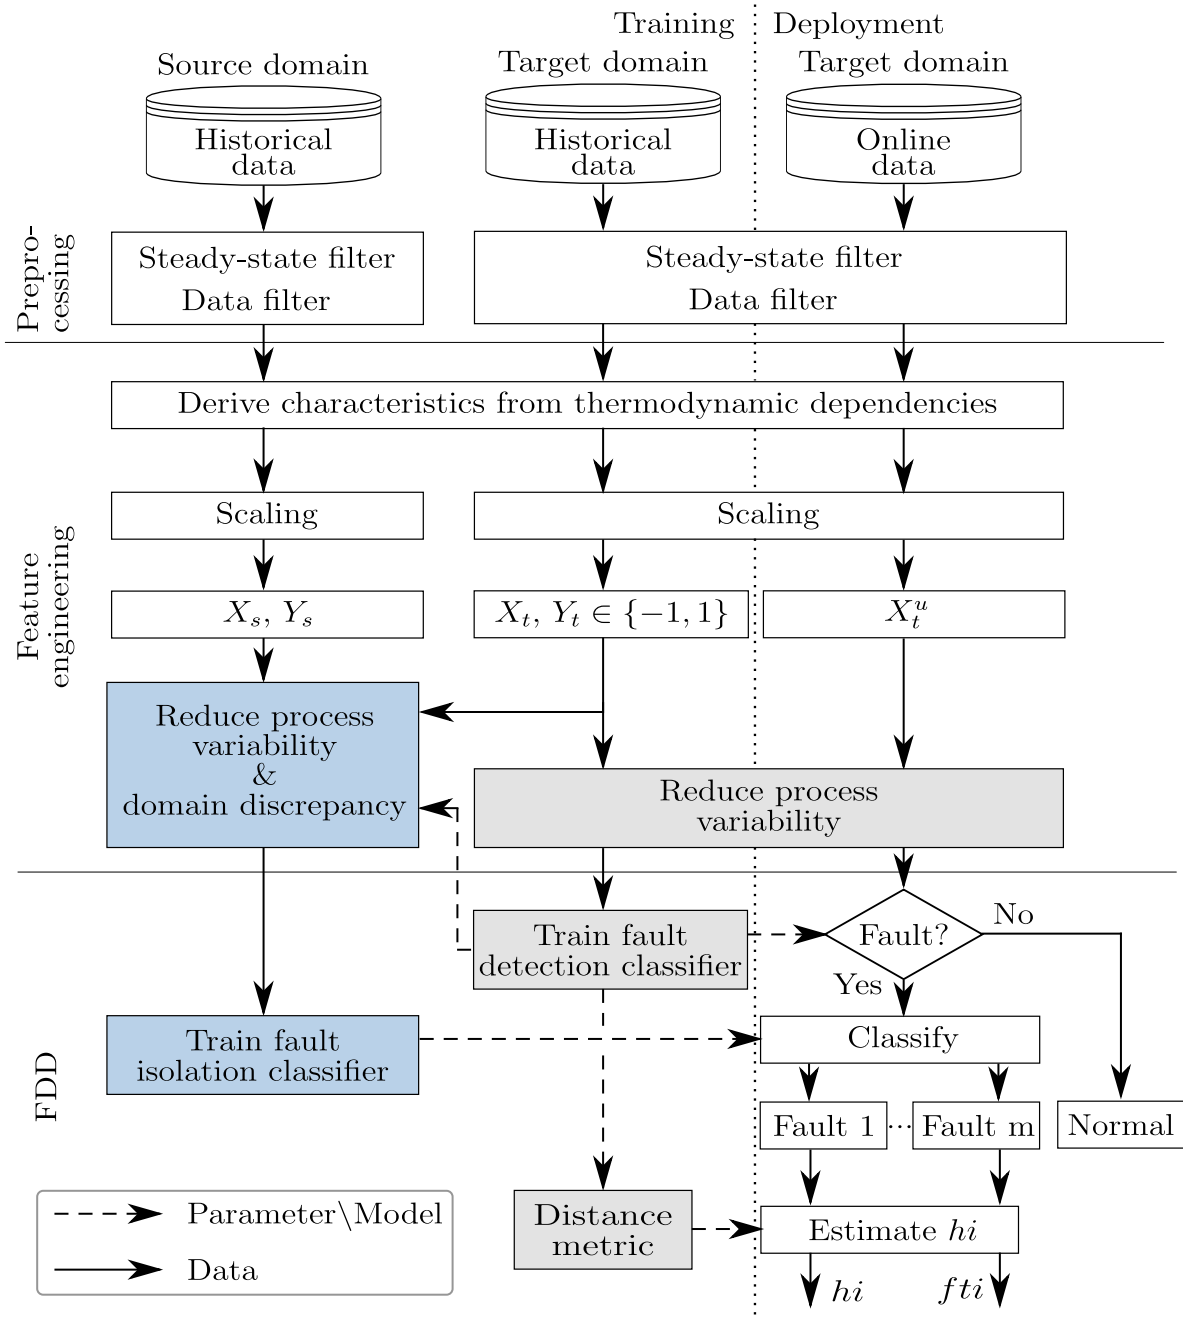 Training
Deployment
Source domain
Target domain
Target domain
Historical
data
Historical
data
Online
data
Prepro-
cessing
Steady-state filter
Data filter
Steady-state filter
Data filter
Derive characteristics from thermodynamic dependencies
Feature
engineering
Scaling
Scaling
X_s, Y_s
X_t, Y_t ∈ {−1, 1}
X_t^u
Reduce process
variability
&
domain discrepancy
Reduce process
variability
FDD
Train fault
detection classifier
Fault?
No
Yes
Train fault
isolation classifier
Classify
Fault 1
...
Fault m
Normal
Distance
metric
Estimate hi
hi
fti
Parameter\Model
Data